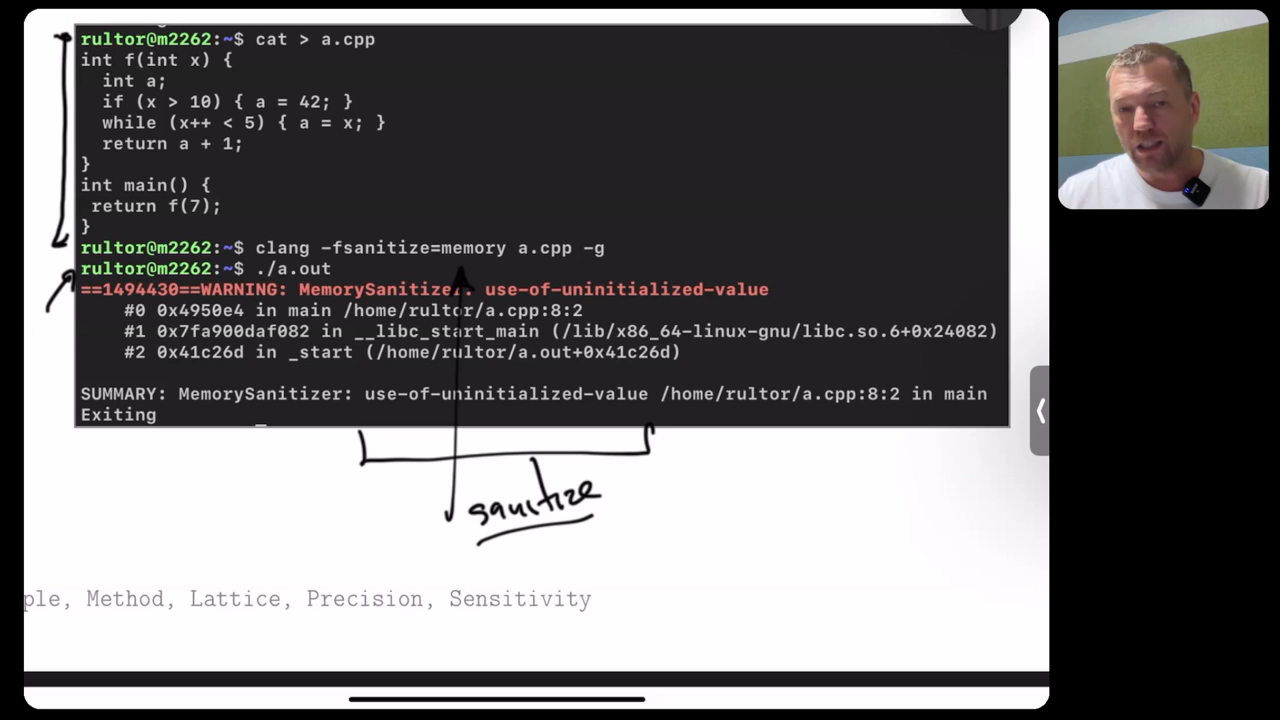 rultor@m2262:~$ cat > a.cpp
int f(int x) {
  int a;
  if (x > 10) { a = 42; }
  while (x++ < 5) { a = x; }
  return a + 1;
}
int main() {
 return f(7);
}
rultor@m2262:~$ clang -fsanitize=memory a.cpp -g
rultor@m2262:~$ ./a.out
==1494430==WARNING: MemorySanitizer: use-of-uninitialized-value
    #0 0x4950e4 in main /home/rultor/a.cpp:8:2
    #1 0x7fa900daf082 in __libc_start_main (/lib/x86_64-linux-gnu/libc.so.6+0x24082)
    #2 0x41c26d in _start (/home/rultor/a.out+0x41c26d)
SUMMARY: MemorySanitizer: use-of-uninitialized-value /home/rultor/a.cpp:8:2 in main
Exiting
sanitize
ple, Method, Lattice, Precision, Sensitivity